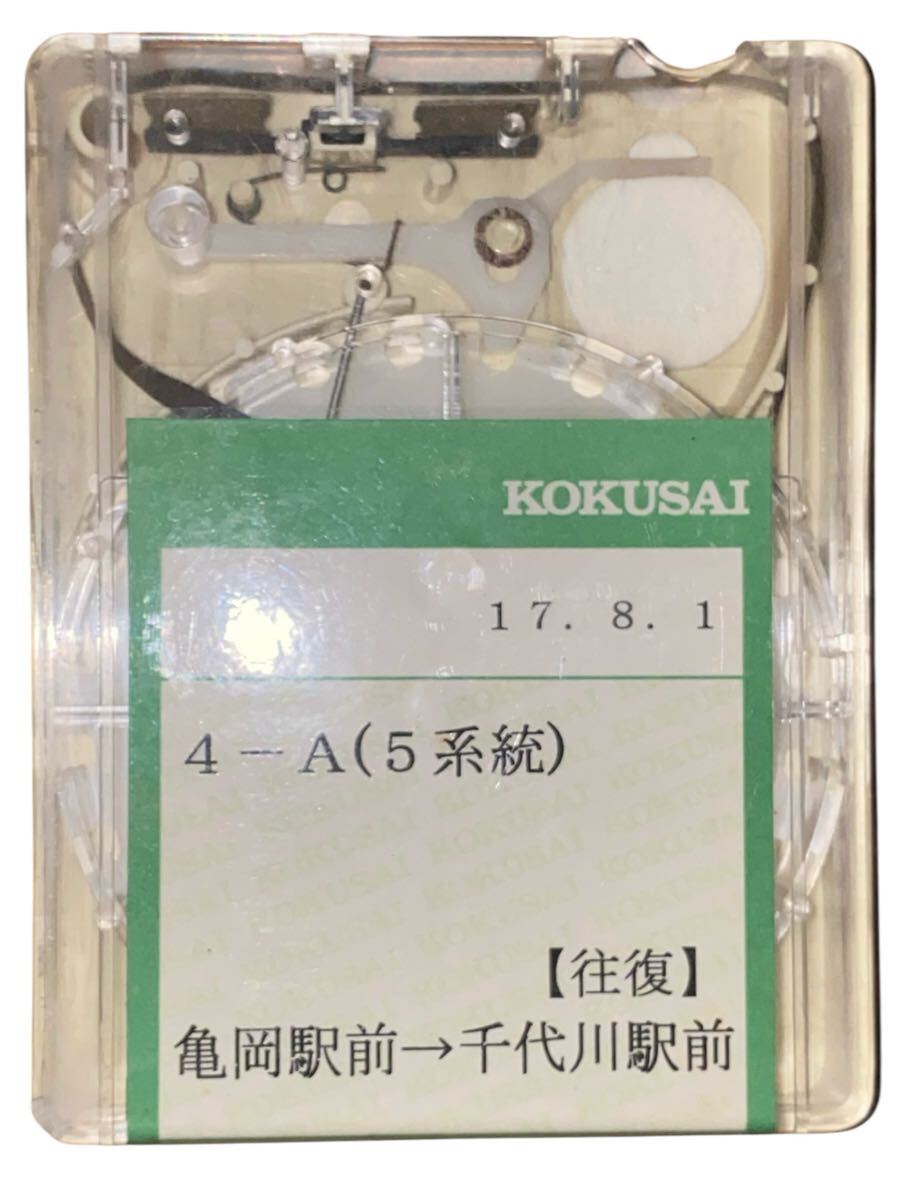 KOKUSAI
17. 8. 1
4－A(5系統)
【往復】
亀岡駅前→千代川駅前